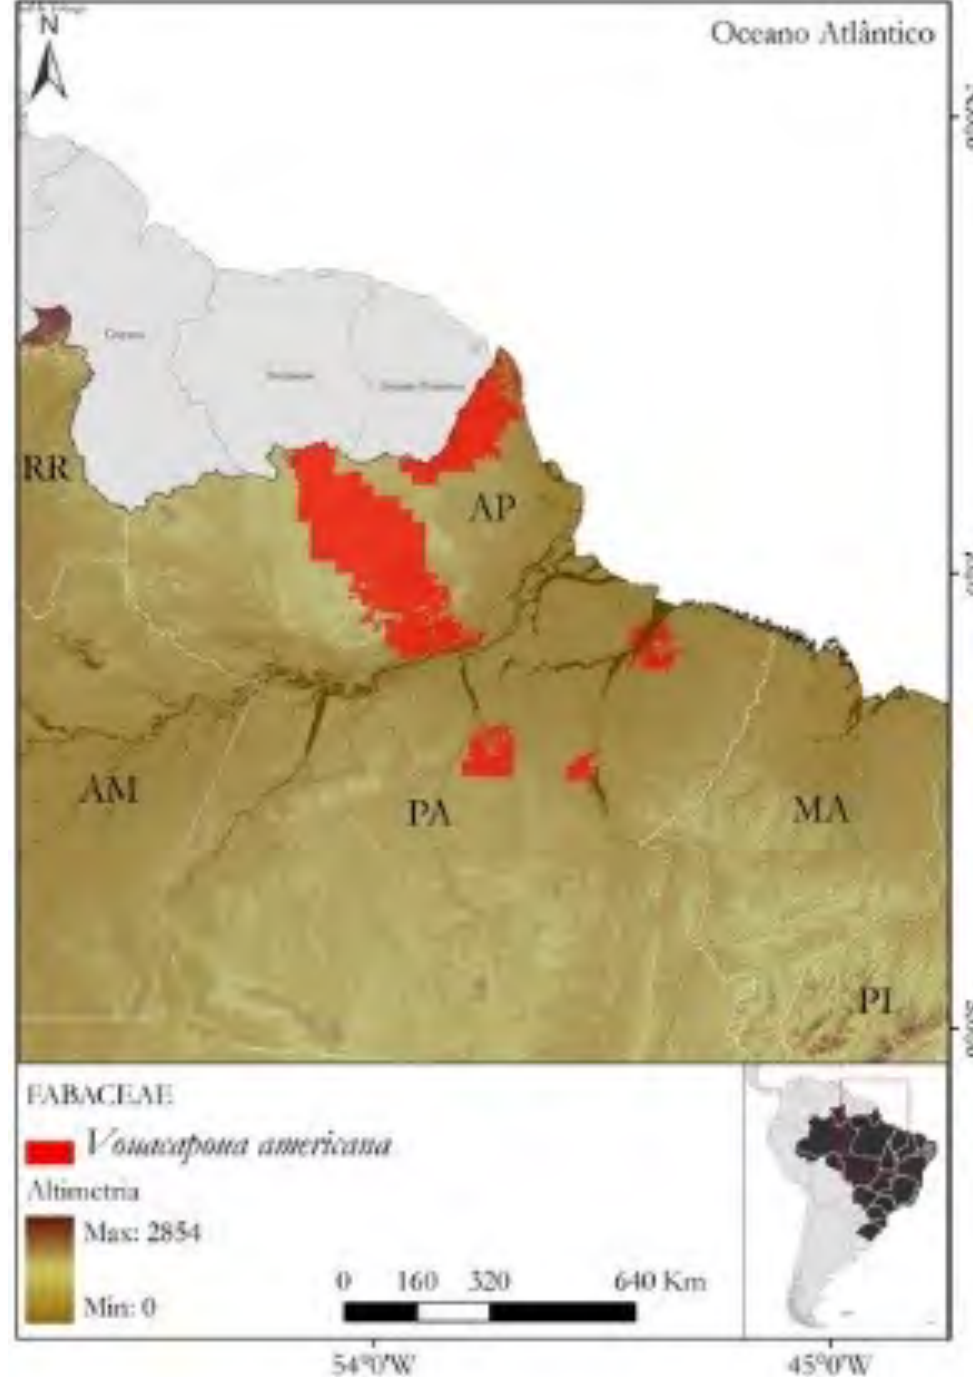 N
Oceano Atlântico
RR
AP
AM
PA
MA
PI
FABACEAE
Vouacapoua americana
Altimetria
Max: 2854
Min: 0
0 160 320 640 Km
54°0'W 45°0'W